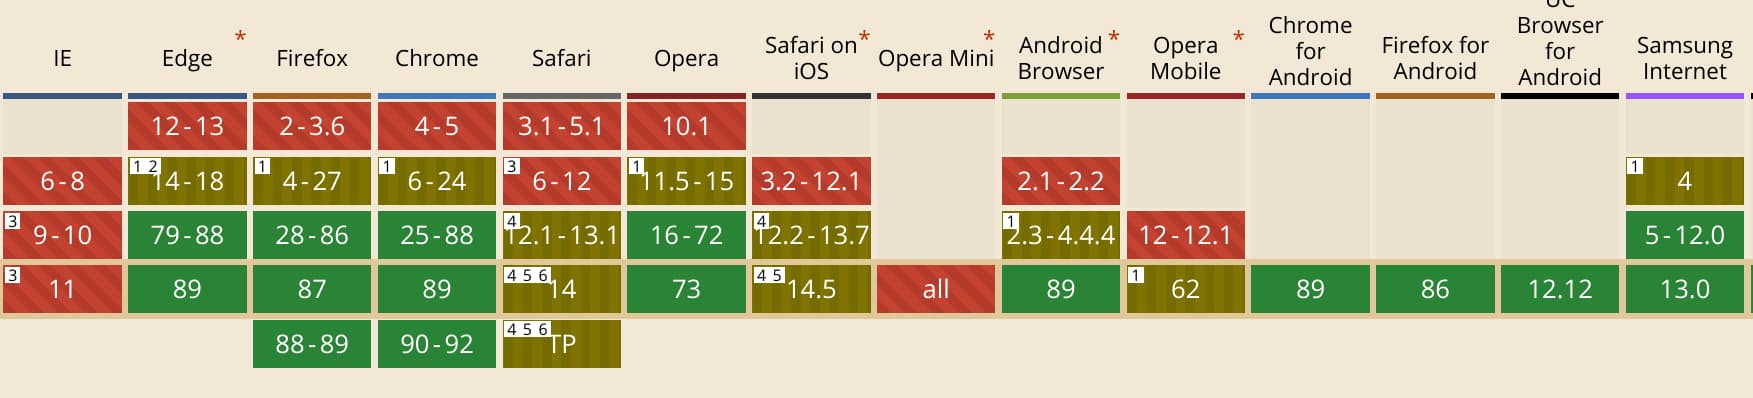 UC
Chrome
Browser
*
Safari on*
*
Android *
Opera *
for
Firefox for
for
Samsung
IE
Edge
Firefox
Chrome
Safari
Opera
iOS
Opera Mini
Browser
Mobile
Android
Android
Android
Internet
12-13
2-3.6
4-5
3.1-5.1
10.1
6-8
1 2
14-18
1
4-27
1
6-24
3
6-12
1
11.5-15
3.2-12.1
2.1-2.2
1
4
3
9-10
79-88
28-86
25-88
4
12.1-13.1
16-72
4
12.2-13.7
1
2.3-4.4.4
12-12.1
5-12.0
3
11
89
87
89
4 5 6
14
73
4 5
14.5
all
89
1
62
89
86
12.12
13.0
88-89
90-92
4 5 6
TP